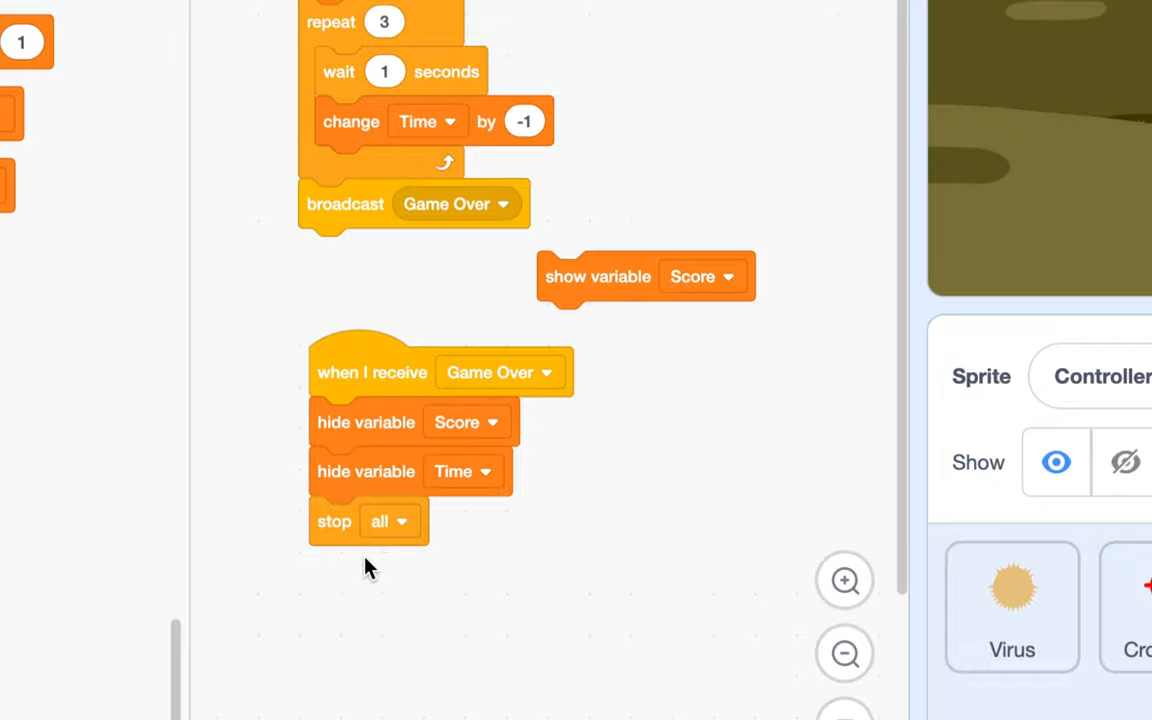 1
repeat 3
wait 1 seconds
change Time by -1
broadcast Game Over
show variable Score
when I receive Game Over
hide variable Score
hide variable Time
stop all
Sprite Controller
Show
Virus